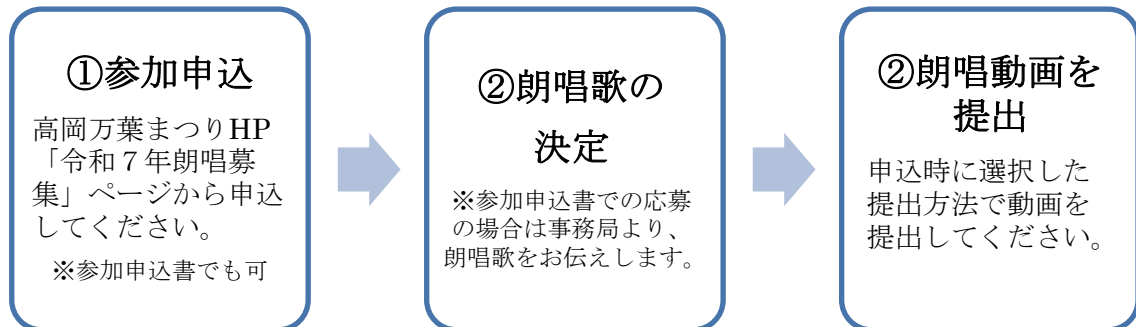 ①参加申込
高岡万葉まつりHP
「令和７年朗唱募
集」ページから申込
してください。
※参加申込書でも可
②朗唱歌の
決定
※参加申込書での応募
の場合は事務局より、
朗唱歌をお伝えします。
②朗唱動画を
提出
申込時に選択した
提出方法で動画を
提出してください。